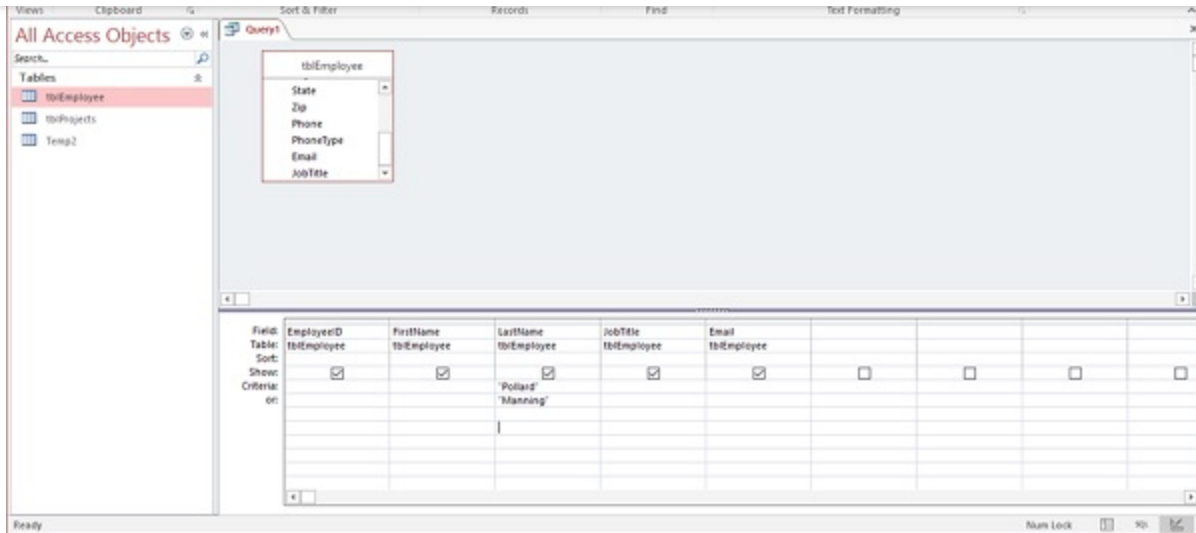 Views Clipboard Sort & Filter Records Find Text Formatting
All Access Objects
Search...
Tables
tblEmployee
tblProjects
Temp2
Query1
tblEmployee
State
Zip
Phone
PhoneType
Email
JobTitle
Field: EmployeeID FirstName LastName JobTitle Email
Table: tblEmployee tblEmployee tblEmployee tblEmployee tblEmployee
Sort:
Show:
Criteria: "Pollard"
or: "Manning"
Ready Num Lock SQL